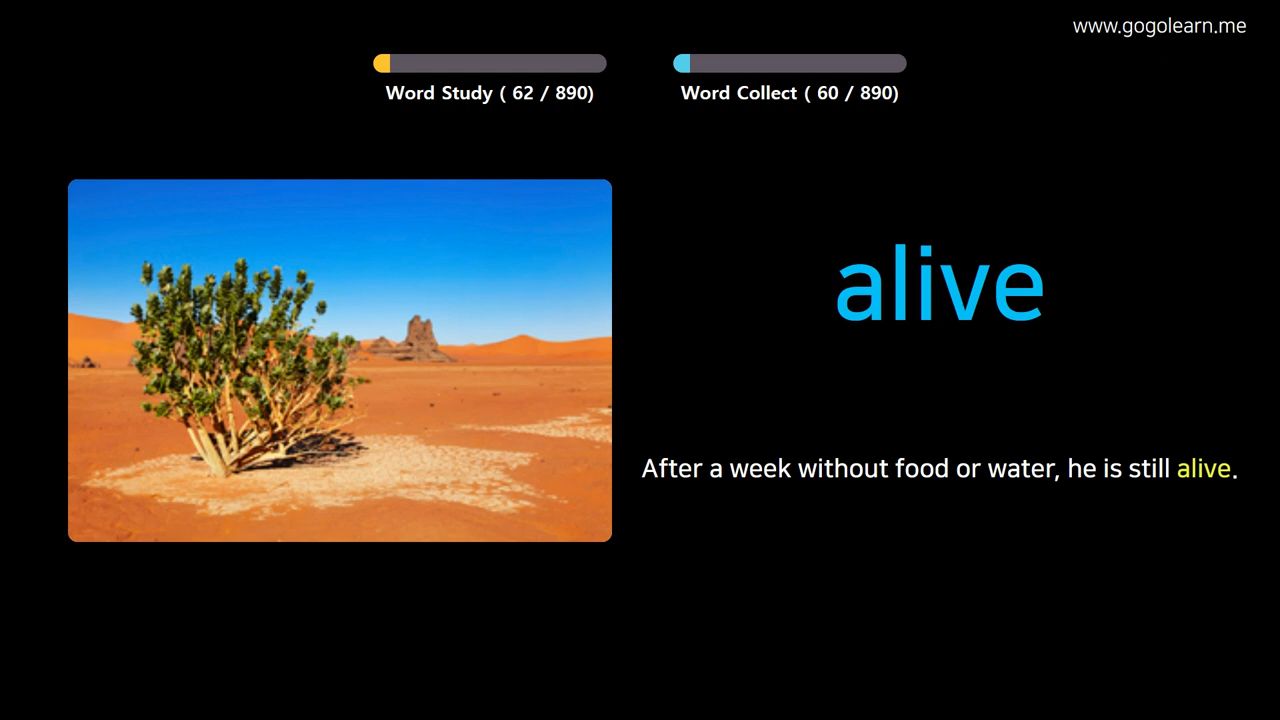 www.gogolearn.me
Word Study ( 62 / 890)
Word Collect ( 60 / 890)
alive
After a week without food or water, he is still alive.